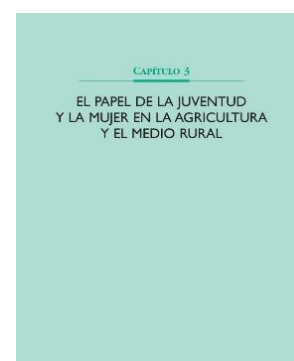 CAPÍTULO 3
EL PAPEL DE LA JUVENTUD
Y LA MUJER EN LA AGRICULTURA
Y EL MEDIO RURAL